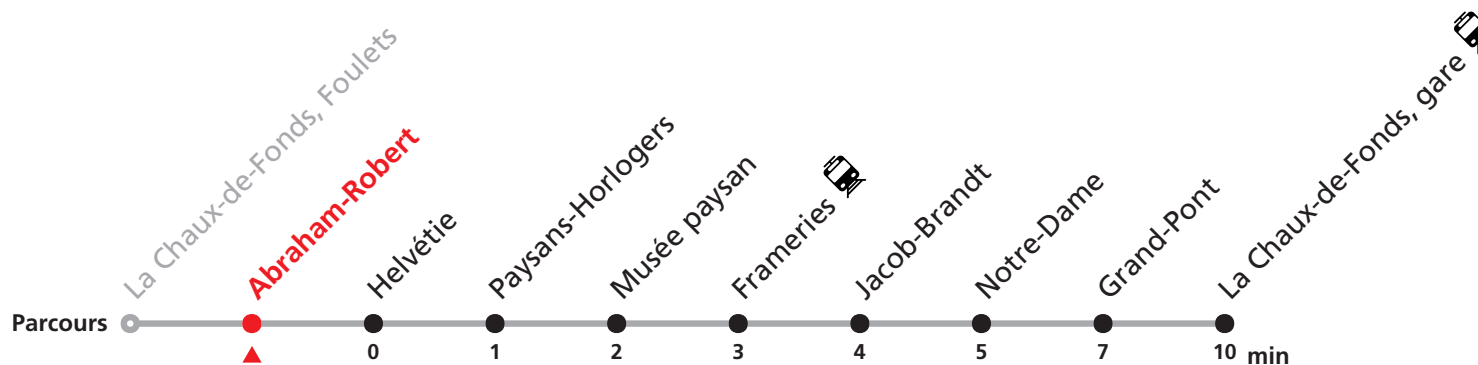 La Chaux-de-Fonds, Foulets
Abraham-Robert
Helvétie
Paysans-Horlogers
Musée paysan
Frameries
Jacob-Brandt
Notre-Dame
Grand-Pont
La Chaux-de-Fonds, gare
Parcours
0 1 2 3 4 5 7 10 min